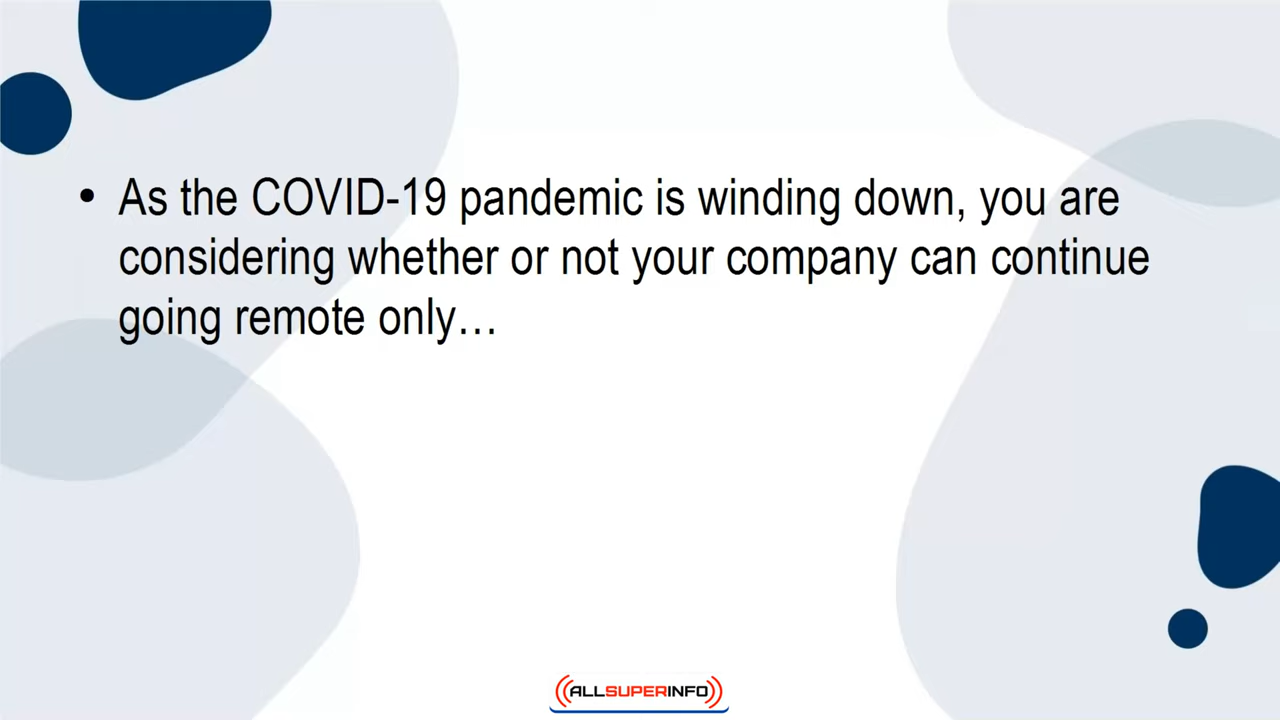 • As the COVID-19 pandemic is winding down, you are
considering whether or not your company can continue
going remote only…
ALLSUPERINFO